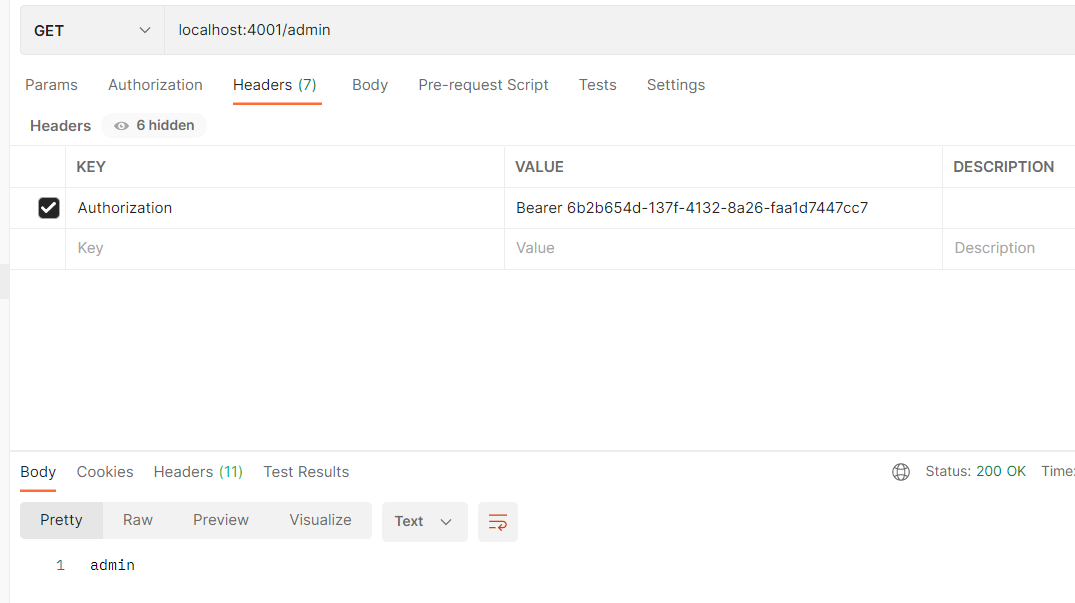 GET localhost:4001/admin
Params Authorization Headers (7) Body Pre-request Script Tests Settings
Headers 6 hidden
KEY VALUE DESCRIPTION
Authorization Bearer 6b2b654d-137f-4132-8a26-faa1d7447cc7
Key Value Description
Body Cookies Headers (11) Test Results Status: 200 OK Time:
Pretty Raw Preview Visualize Text
1 admin